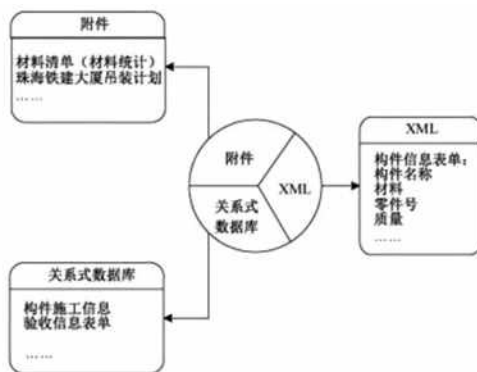 附件
材料清单（材料统计）
珠海铁建大厦吊装计划
……
附件
XML
关系式
数据库
XML
构件信息表单：
构件名称
材料
零件号
质量
……
关系式数据库
构件施工信息
验收信息表单
……